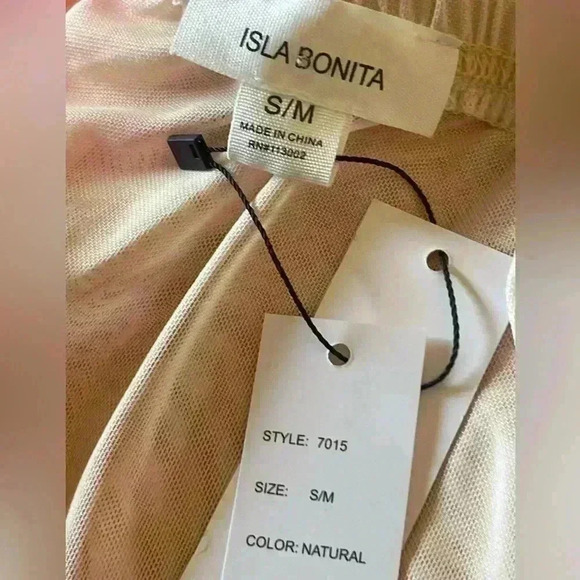 ISLA BONITA
S/M
MADE IN CHINA
RN#113002
STYLE: 7015
SIZE: S/M
COLOR: NATURAL